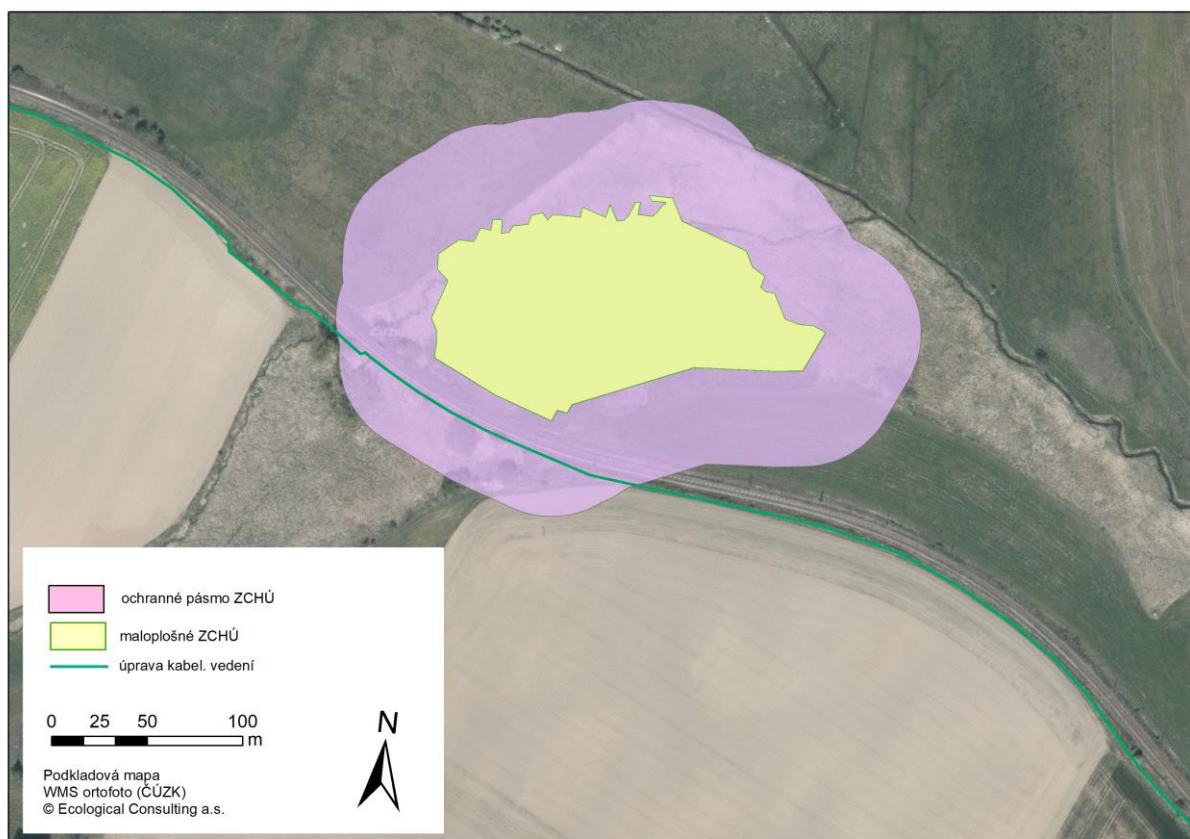 ochranné pásmo ZCHÚ
maloplošné ZCHÚ
úprava kabel. vedení
0 25 50 100
m
N
Podkladová mapa
WMS ortofoto (ČÚZK)
© Ecological Consulting a.s.